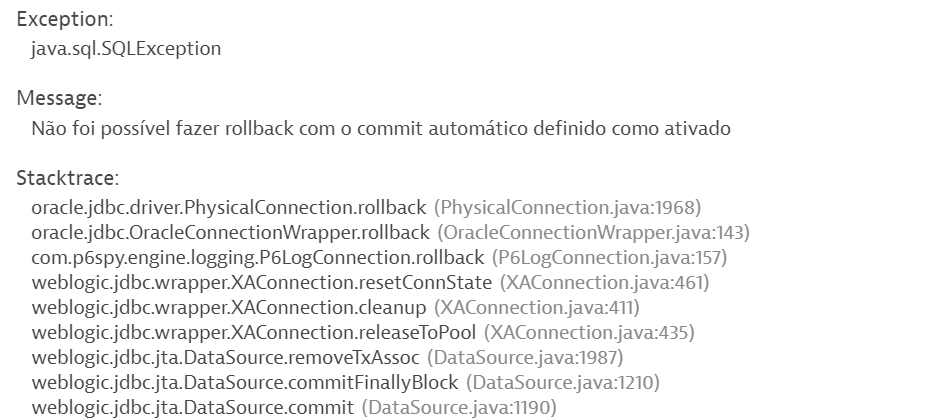 Exception:
java.sql.SQLException
Message:
Não foi possível fazer rollback com o commit automático definido como ativado
Stacktrace:
oracle.jdbc.driver.PhysicalConnection.rollback (PhysicalConnection.java:1968)
oracle.jdbc.OracleConnectionWrapper.rollback (OracleConnectionWrapper.java:143)
com.p6spy.engine.logging.P6LogConnection.rollback (P6LogConnection.java:157)
weblogic.jdbc.wrapper.XAConnection.resetConnState (XAConnection.java:461)
weblogic.jdbc.wrapper.XAConnection.cleanup (XAConnection.java:411)
weblogic.jdbc.wrapper.XAConnection.releaseToPool (XAConnection.java:435)
weblogic.jdbc.jta.DataSource.removeTxAssoc (DataSource.java:1987)
weblogic.jdbc.jta.DataSource.commitFinallyBlock (DataSource.java:1210)
weblogic.jdbc.jta.DataSource.commit (DataSource.java:1190)